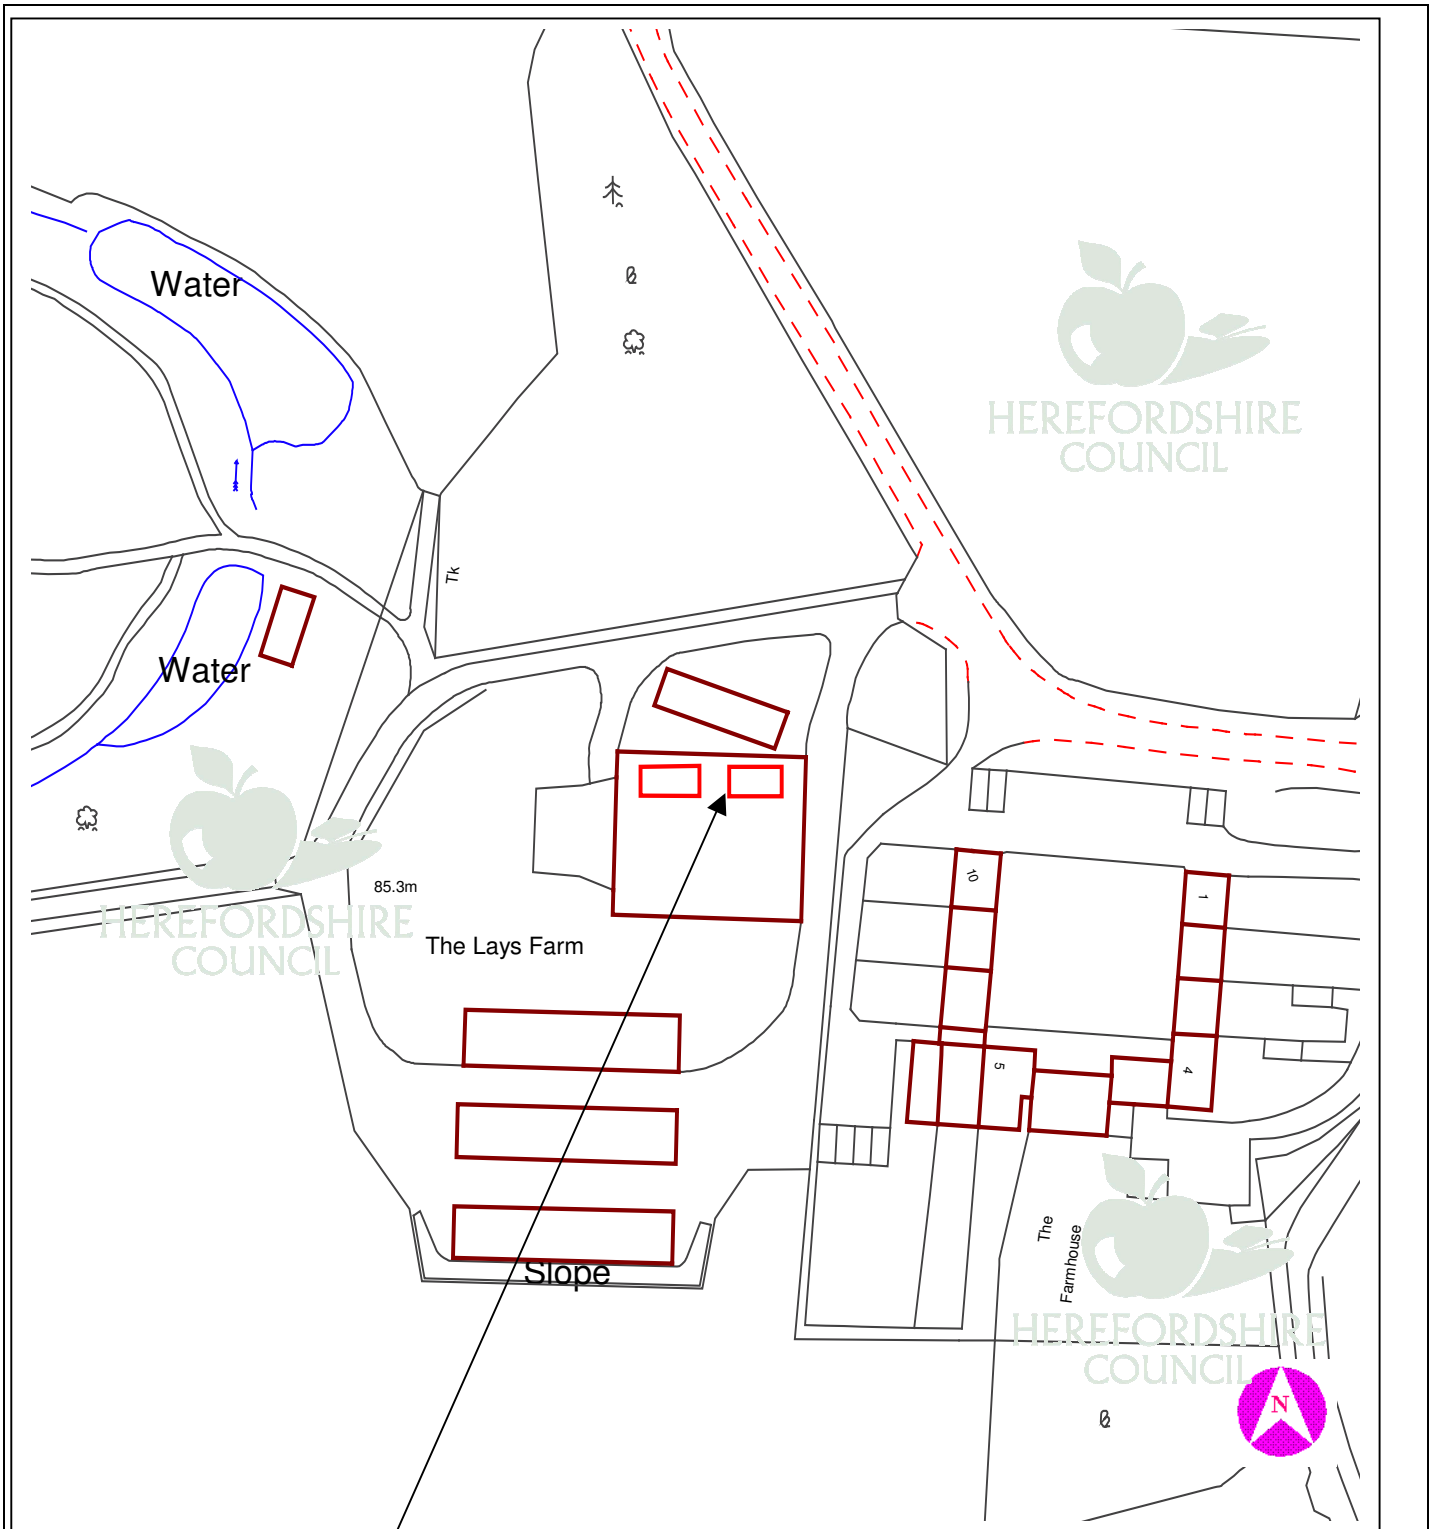 Water
HEREFORDSHIRE
COUNCIL
Tk
Water
85.3m
10
1
HEREFORDSHIRE
COUNCIL
The Lays Farm
5
4
The
Farmhouse
Slope
HEREFORDSHIRE
COUNCIL
N